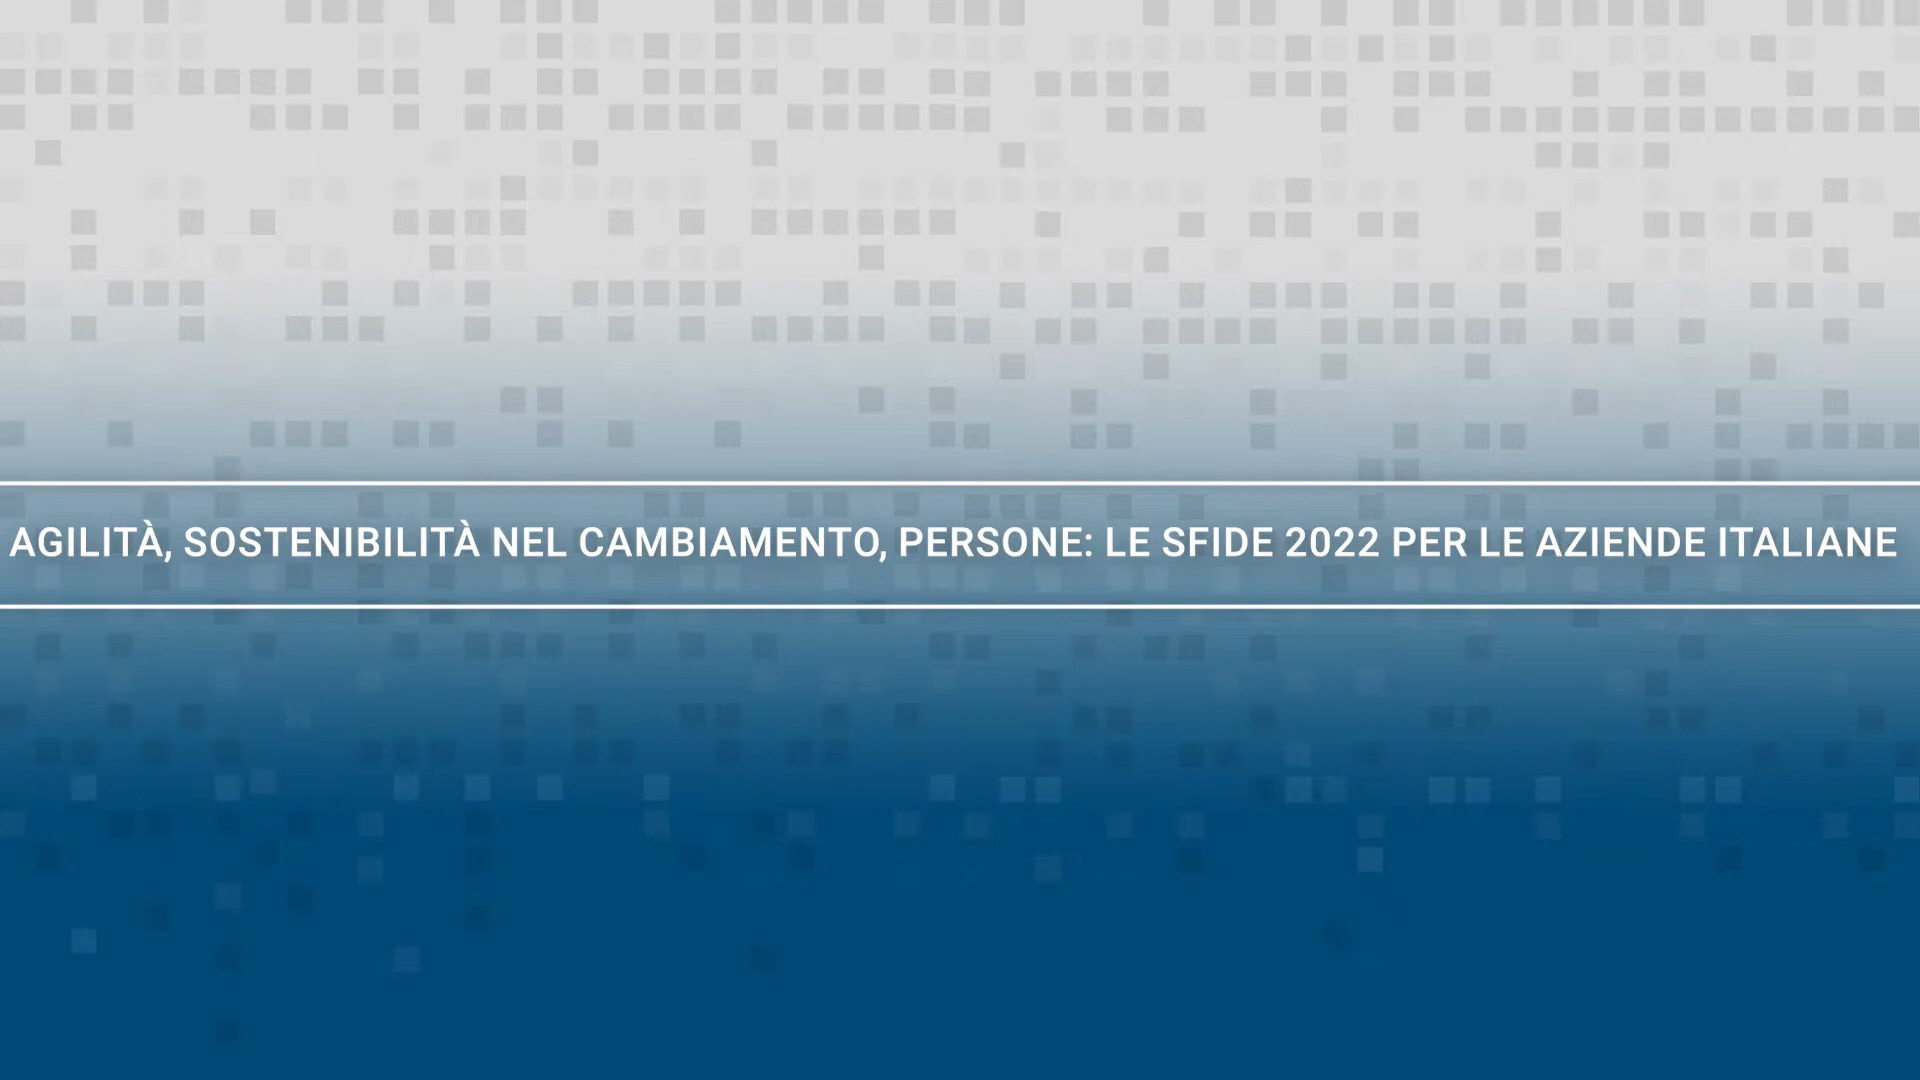 AGILITÀ, SOSTENIBILITÀ NEL CAMBIAMENTO, PERSONE: LE SFIDE 2022 PER LE AZIENDE ITALIANE